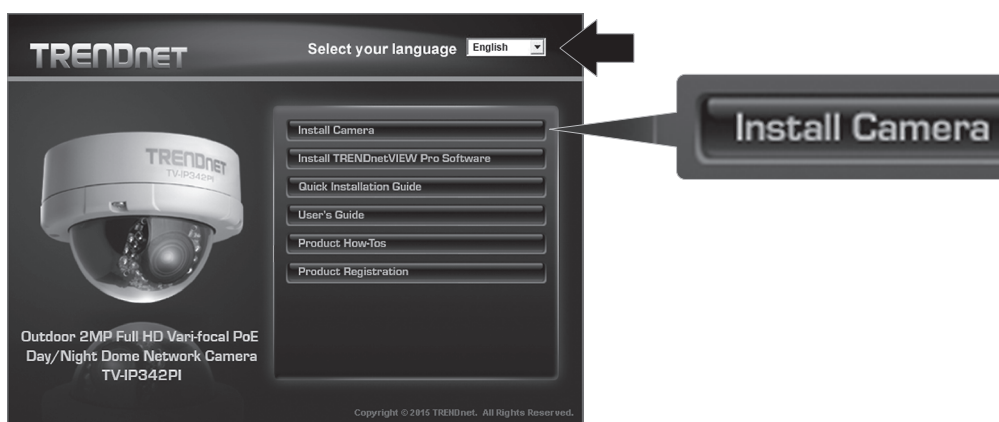 TRENDnet
Select your language English
TRENDnet
TV-IP342PI
Install Camera
Install TRENDnetVIEW Pro Software
Quick Installation Guide
User's Guide
Product How-Tos
Product Registration
Install Camera
Outdoor 2MP Full HD Vari-focal PoE
Day/Night Dome Network Camera
TV-IP342PI
Copyright © 2015 TRENDnet. All Rights Reserved.